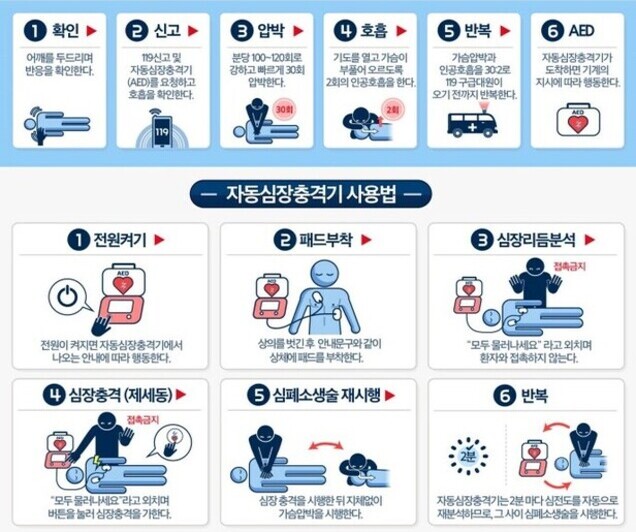 1 확인 ▶
어깨를 두드리며
반응을 확인한다.
2 신고 ▶
119신고 및
자동심장충격기
(AED)를 요청하고
호흡을 확인한다.
119
3 압박 ▶
분당 100~120회로
강하고 빠르게 30회
압박한다.
30회
4 호흡 ▶
기도를 열고 가슴이
부풀어 오르도록
2회의 인공호흡을 한다.
2회
5 반복 ▶
가슴압박과
인공호흡을 30:2로
119 구급대원이
오기 전까지 반복한다.
6 AED
자동심장충격기가
도착하면 기계의
지시에 따라 행동한다.
자동심장충격기 사용법
1 전원켜기 ▶
AED
전원이 켜지면 자동심장충격기에서
나오는 안내에 따라 행동한다.
2 패드부착 ▶
AED
상의를 벗긴 후 안내문구와 같이
상체에 패드를 부착한다.
3 심장리듬분석 ▶
접촉금지
AED
"모두 물러나세요" 라고 외치며
환자와 접촉하지 않는다.
4 심장충격 (제세동) ▶
접촉금지
AED
"모두 물러나세요"라고 외치며
버튼을 눌러 심장충격을 가한다.
5 심폐소생술 재시행 ▶
심장 충격을 시행한 뒤 지체없이
가슴압박을 시행한다.
6 반복
2분
AED
자동심장충격기는 2분 마다 심전도를 자동으로
재분석하므로, 그 사이 심폐소생술을 시행한다.